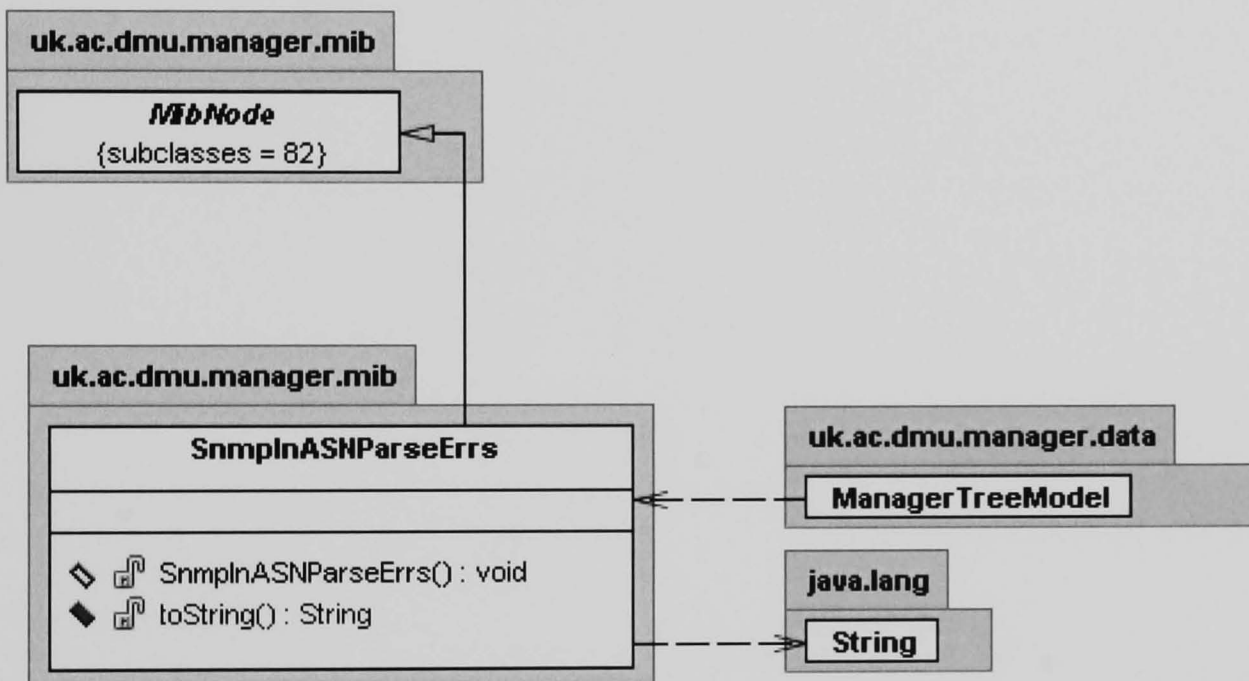 uk.ac.dmu.manager.mib
MibNode
{subclasses = 82}
uk.ac.dmu.manager.mib
SnmpInASNParseErrs
SnmpInASNParseErrs() : void
toString() : String
uk.ac.dmu.manager.data
ManagerTreeModel
java.lang
String